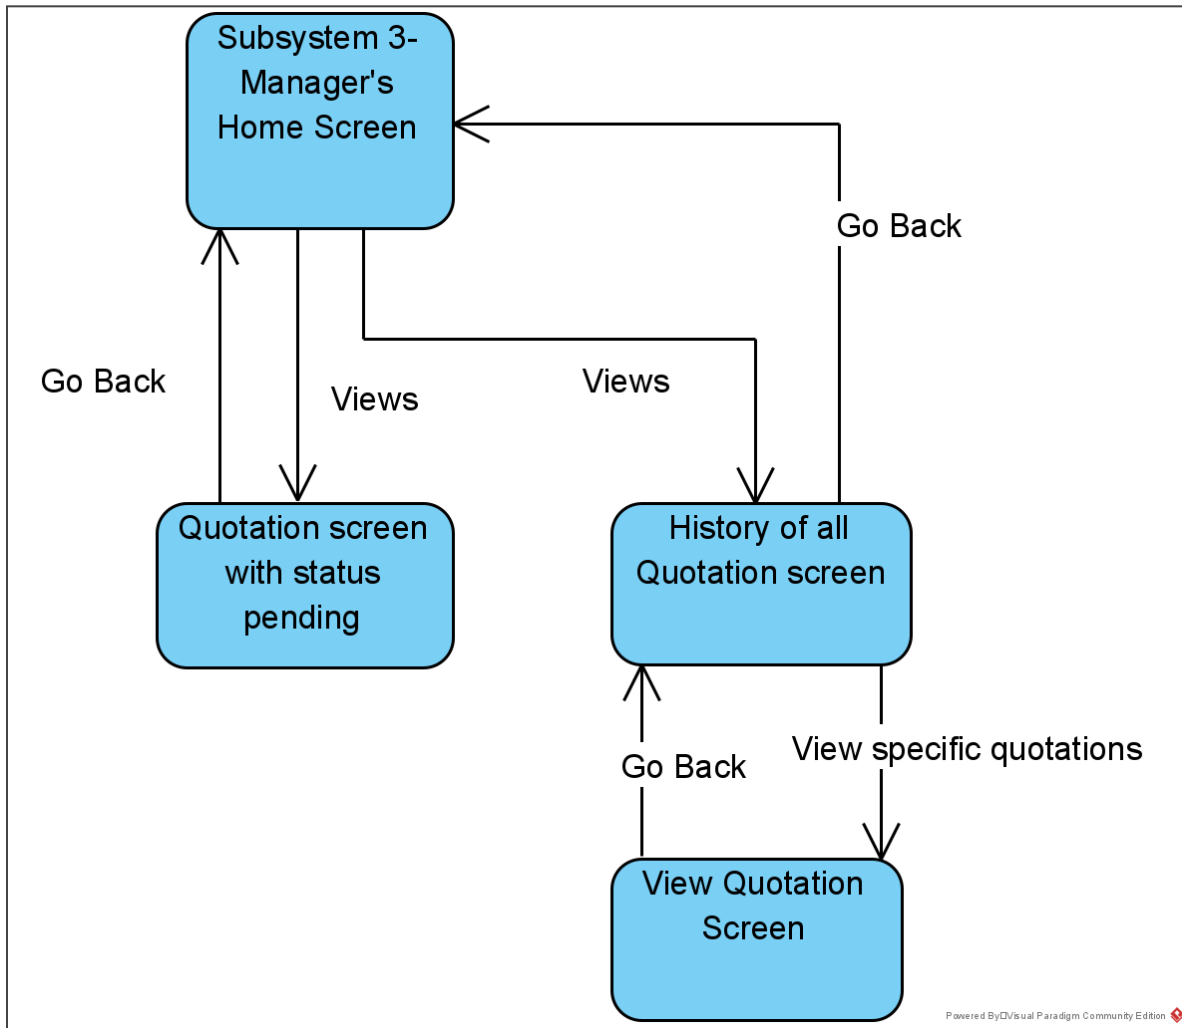 Subsystem 3-
Manager's
Home Screen
Go Back
Go Back
Views
Views
Quotation screen
with status
pending
History of all
Quotation screen
Go Back
View specific quotations
View Quotation
Screen
Powered By□Visual Paradigm Community Edition